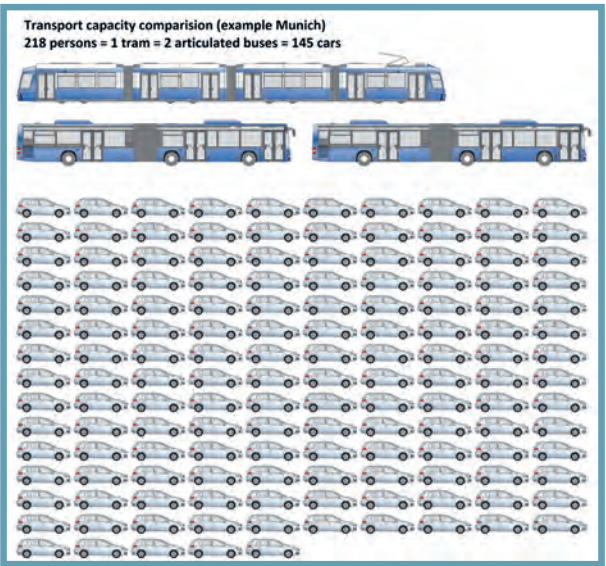 Transport capacity comparision (example Munich)
218 persons = 1 tram = 2 articulated buses = 145 cars